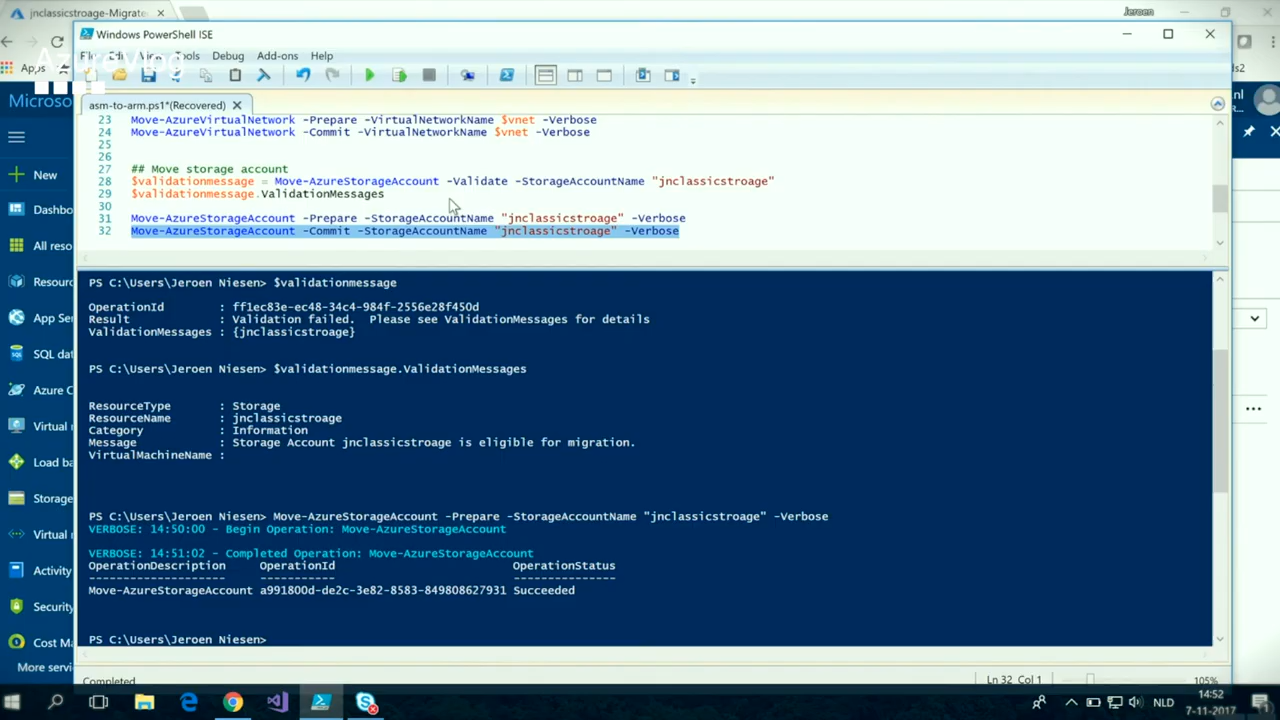 jnclassicstroage-Migrate
Jeroen
Windows PowerShell ISE
Tools Debug Add-ons Help
AzureVlog
Apps
ds2
asm-to-arm.ps1*(Recovered)
Microso
nl
R...
23 Move-AzureVirtualNetwork -Prepare -VirtualNetworkName $vnet -Verbose
24 Move-AzureVirtualNetwork -Commit -VirtualNetworkName $vnet -Verbose
25
26
27 ## Move storage account
28 $validationmessage = Move-AzureStorageAccount -Validate -StorageAccountName "jnclassicstroage"
29 $validationmessage.ValidationMessages
30
31 Move-AzureStorageAccount -Prepare -StorageAccountName "jnclassicstroage" -Verbose
32 Move-AzureStorageAccount -Commit -StorageAccountName "jnclassicstroage" -Verbose
New
Dashbo
All reso
Resourc
App Ser
SQL dat
Azure C
Virtual r
Load ba
Storage
Virtual n
Activity
Security
Cost Ma
More servi
PS C:\Users\Jeroen Niesen> $validationmessage
OperationId : ff1ec83e-ec48-34c4-984f-2556e28f450d
Result : Validation failed.  Please see ValidationMessages for details
ValidationMessages : {jnclassicstroage}
PS C:\Users\Jeroen Niesen> $validationmessage.ValidationMessages
ResourceType : Storage
ResourceName : jnclassicstroage
Category : Information
Message : Storage Account jnclassicstroage is eligible for migration.
VirtualMachineName :
PS C:\Users\Jeroen Niesen> Move-AzureStorageAccount -Prepare -StorageAccountName "jnclassicstroage" -Verbose
VERBOSE: 14:50:00 - Begin Operation: Move-AzureStorageAccount
VERBOSE: 14:51:02 - Completed Operation: Move-AzureStorageAccount
OperationDescription OperationId OperationStatus
-------------------- ----------- ---------------
Move-AzureStorageAccount a991800d-de2c-3e82-8583-849808627931 Succeeded
PS C:\Users\Jeroen Niesen>
Completed
Ln 32 Col 1
105%
NLD
14:52
7-11-2017